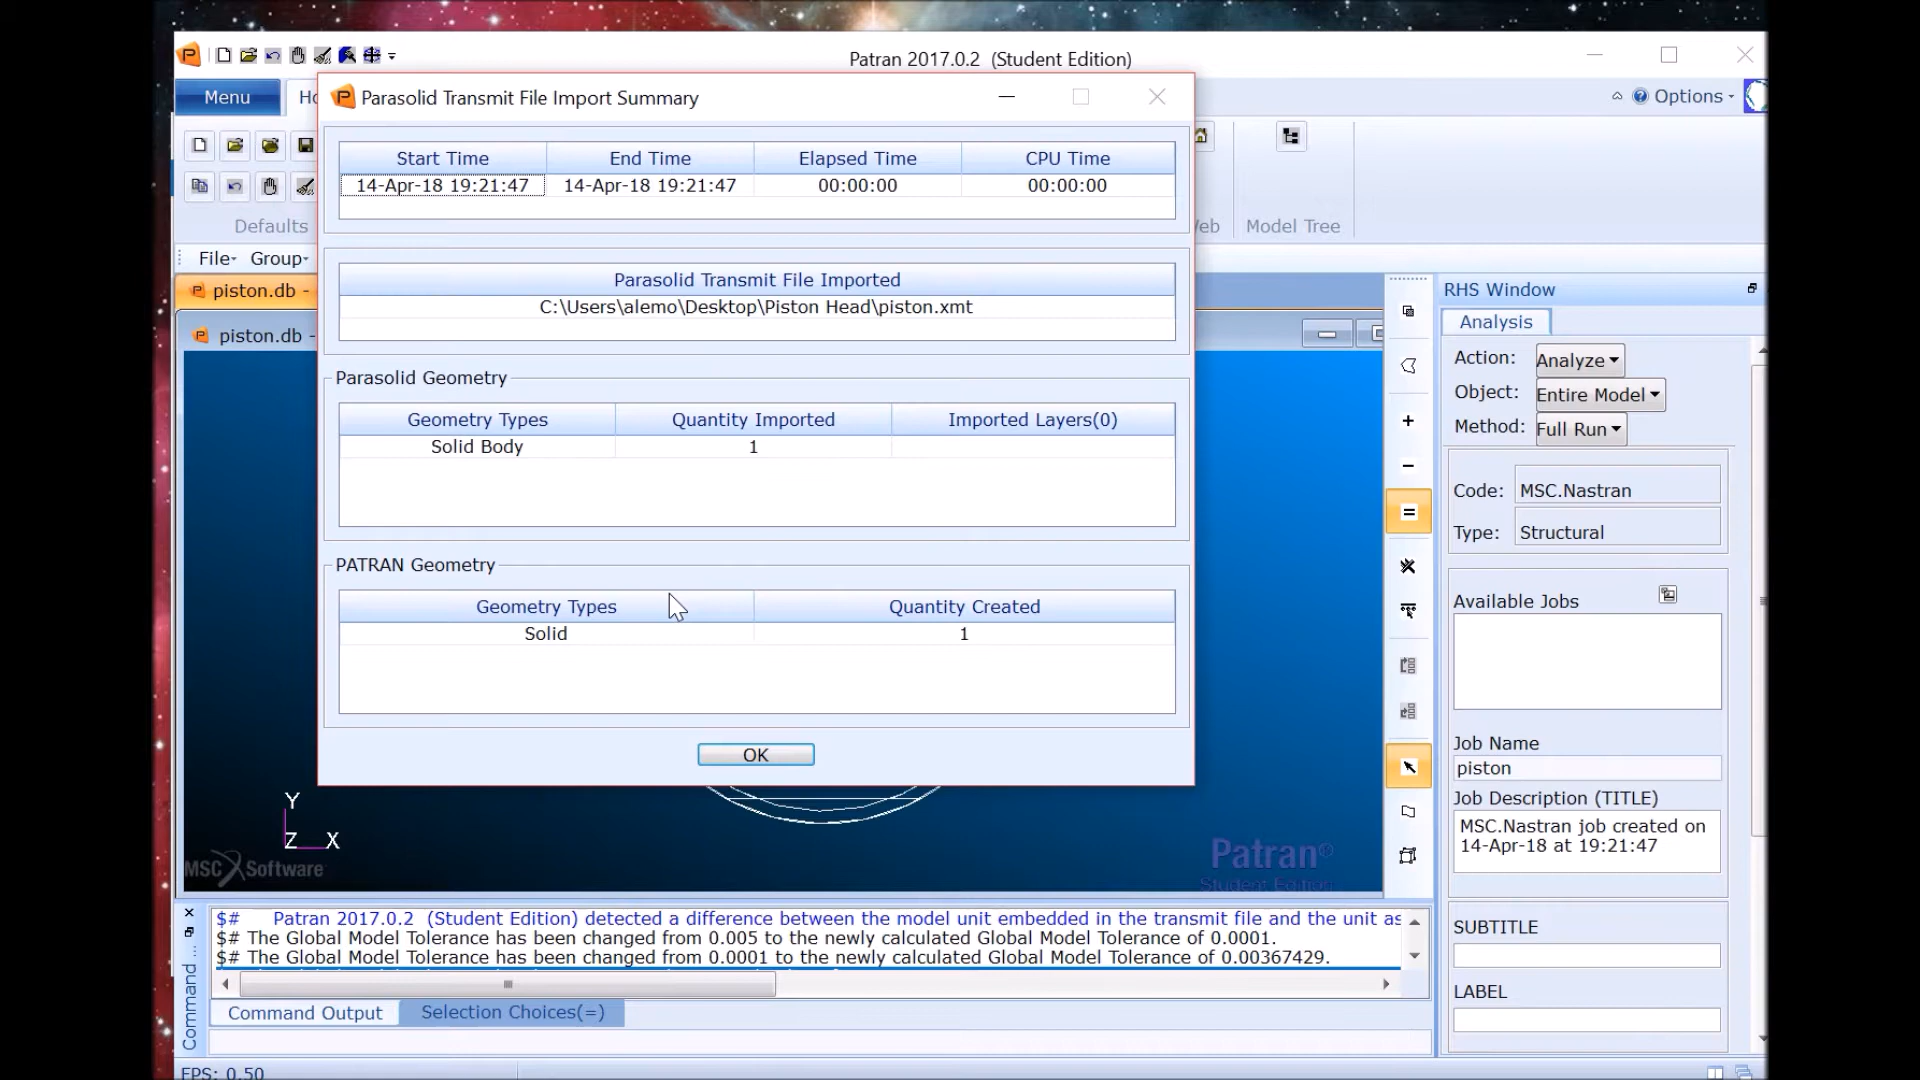 Patran 2017.0.2 (Student Edition)
Menu
Ho
Options
Parasolid Transmit File Import Summary
Start Time End Time Elapsed Time CPU Time
14-Apr-18 19:21:47 14-Apr-18 19:21:47 00:00:00 00:00:00
Defaults
eb
Model Tree
File
Group
Parasolid Transmit File Imported
C:\Users\alemo\Desktop\Piston Head\piston.xmt
piston.db -
piston.db -
Parasolid Geometry
Geometry Types Quantity Imported Imported Layers(0)
Solid Body 1
PATRAN Geometry
Geometry Types Quantity Created
Solid 1
OK
Y
Z X
MSC Software
Patran©
Student Edition
RHS Window
Analysis
Action: Analyze
Object: Entire Model
Method: Full Run
Code: MSC.Nastran
Type: Structural
Available Jobs
Job Name
piston
Job Description (TITLE)
MSC.Nastran job created on
14-Apr-18 at 19:21:47
SUBTITLE
LABEL
$# Patran 2017.0.2 (Student Edition) detected a difference between the model unit embedded in the transmit file and the unit as
$# The Global Model Tolerance has been changed from 0.005 to the newly calculated Global Model Tolerance of 0.0001.
$# The Global Model Tolerance has been changed from 0.0001 to the newly calculated Global Model Tolerance of 0.00367429.
Command ...
Command Output
Selection Choices(=)
FPS: 0.50